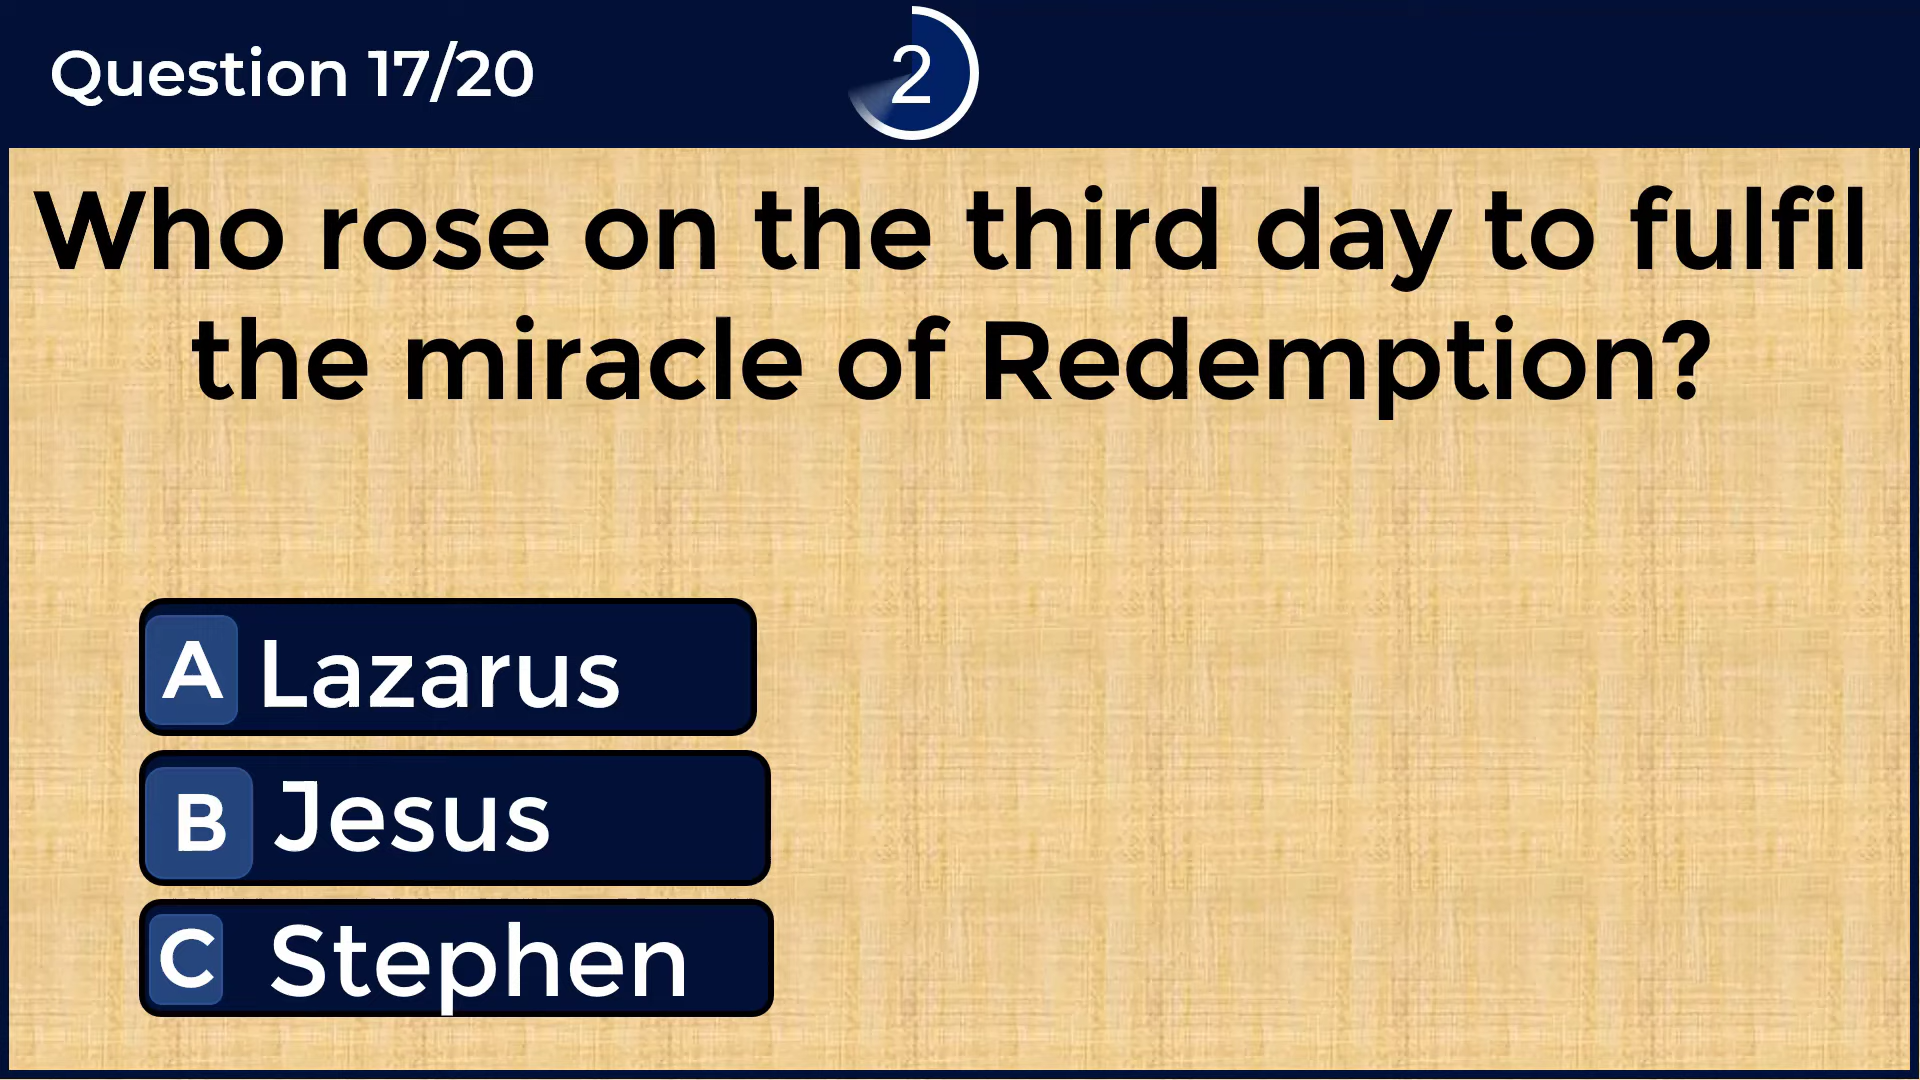 Question 17/20
2
Who rose on the third day to fulfil
the miracle of Redemption?
A Lazarus
B Jesus
C Stephen